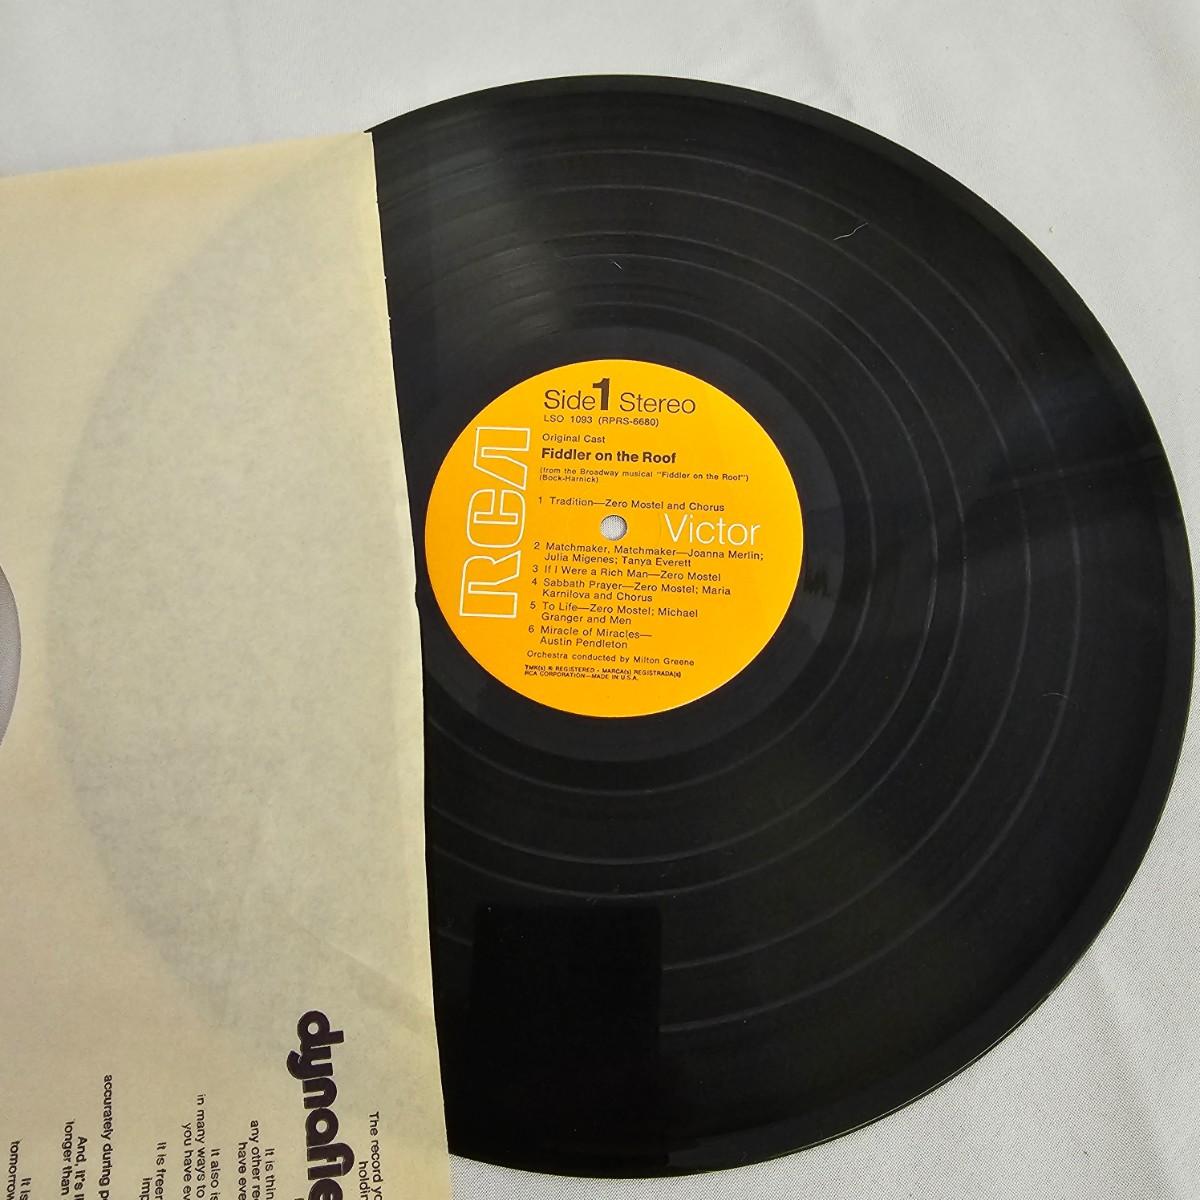 Side 1 Stereo
LSO 1093 (RPRS-6680)
Original Cast
Fiddler on the Roof
(from the Broadway musical "Fiddler on the Roof")
(Bock-Harnick)
1 Tradition—Zero Mostel and Chorus
RCA
Victor
2 Matchmaker, Matchmaker—Joanna Merlin;
Julia Migenes; Tanya Everett
3 If I Were a Rich Man—Zero Mostel
4 Sabbath Prayer—Zero Mostel; Maria
Karnilova and Chorus
5 To Life—Zero Mostel; Michael
Granger and Men
6 Miracle of Miracles—
Austin Pendleton
Orchestra conducted by Milton Greene
TMK(s) ® REGISTERED • MARCA(s) REGISTRADA(s)
RCA CORPORATION—MADE IN U.S.A.
dynafle
The record yo
holdin
It is thin
any other re
have eve
It also is
in many ways to
you have ev
It is freer
imp
accurately during p
And, it's li
longer than
It is
tomorrow